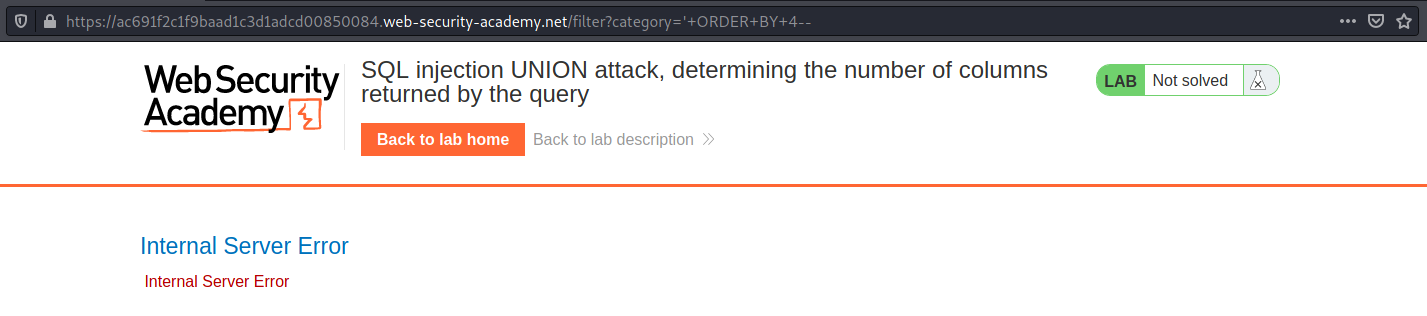 https://ac691f2c1f9baad1c3d1adcd00850084.web-security-academy.net/filter?category='+ORDER+BY+4--
WebSecurity
Academy
SQL injection UNION attack, determining the number of columns
returned by the query
LAB Not solved
Back to lab home Back to lab description
Internal Server Error
Internal Server Error